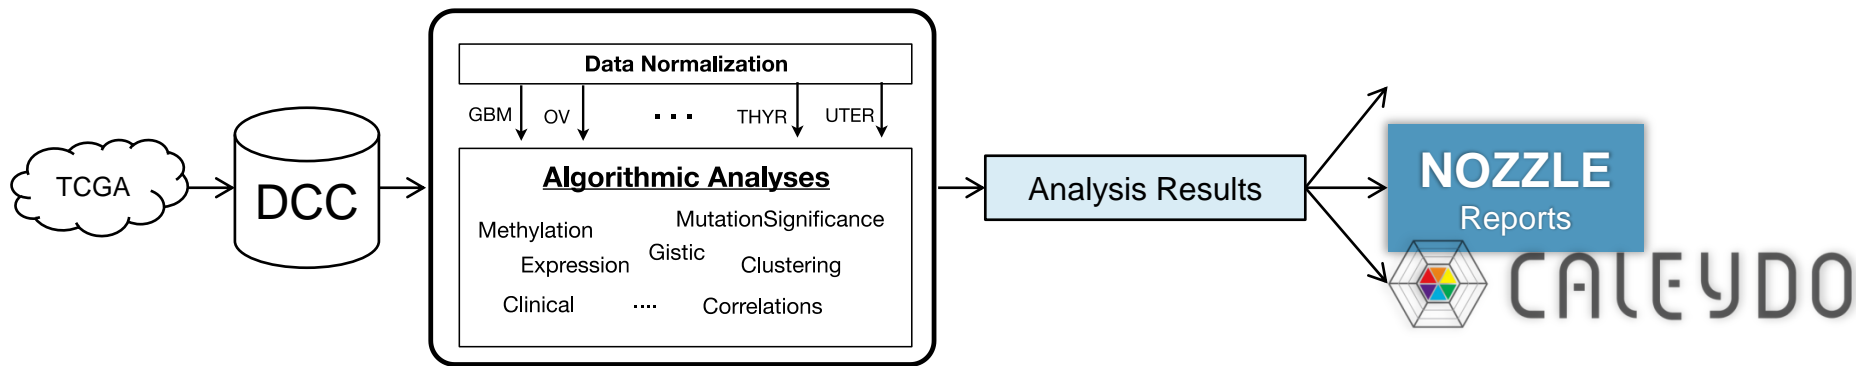 TCGA
DCC
Data Normalization
GBM OV ... THYR UTER
Algorithmic Analyses
MutationSignificance
Methylation
Gistic
Expression Clustering
Clinical .... Correlations
Analysis Results
NOZZLE
Reports
CALEYDO